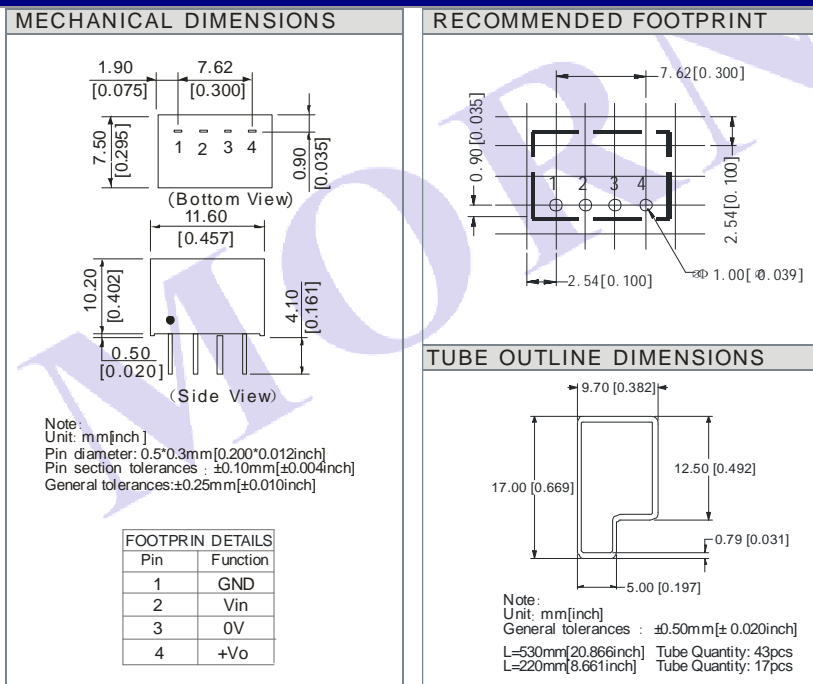 MECHANICAL DIMENSIONS
1.90
[0.075]
7.62
[0.300]
7.50
[0.295]
1 2 3 4
0.90
[0.035]
(Bottom View)
11.60
[0.457]
10.20
[0.402]
4.10
[0.161]
0.50
[0.020]
(Side View)
Note:
Unit: mm[inch]
Pin diameter: 0.5*0.3mm[0.200*0.012inch]
Pin section tolerances : ±0.10mm[±0.004inch]
General tolerances:±0.25mm[±0.010inch]
FOOTPRIN DETAILS
Pin Function
1 GND
2 Vin
3 0V
4 +Vo
RECOMMENDED FOOTPRINT
7.62[0.300]
0.90[0.035]
1 2 3 4
2.54[0.100]
2.54[0.100]
1.00[Ø0.039]
TUBE OUTLINE DIMENSIONS
9.70 [0.382]
17.00 [0.669]
12.50 [0.492]
0.79 [0.031]
5.00 [0.197]
Note:
Unit: mm[inch]
General tolerances : ±0.50mm[± 0.020inch]
L=530mm[20.866inch] Tube Quantity: 43pcs
L=220mm[8.661inch] Tube Quantity: 17pcs
MORN